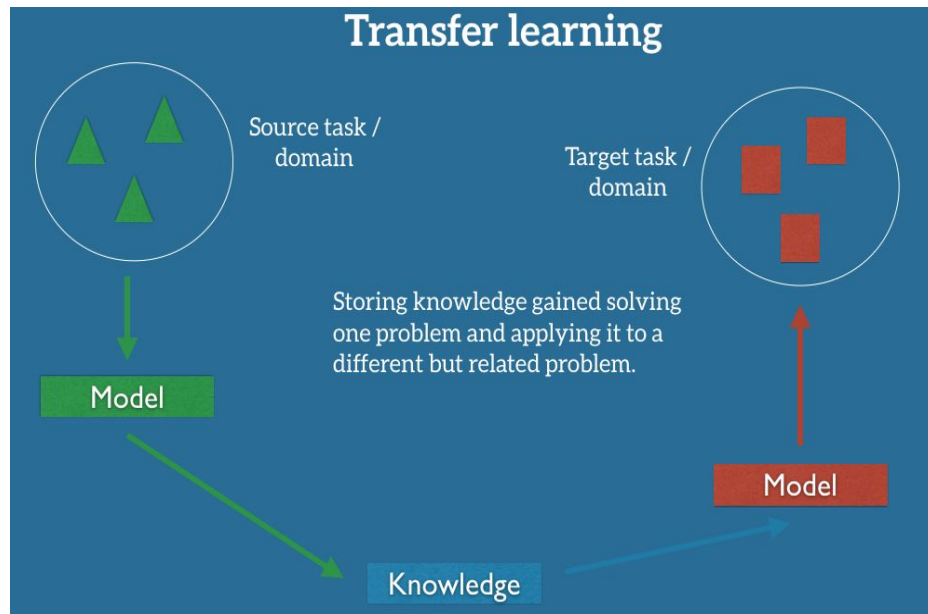 Transfer learning
Source task /
domain
Target task /
domain
Storing knowledge gained solving
one problem and applying it to a
different but related problem.
Model
Model
Knowledge